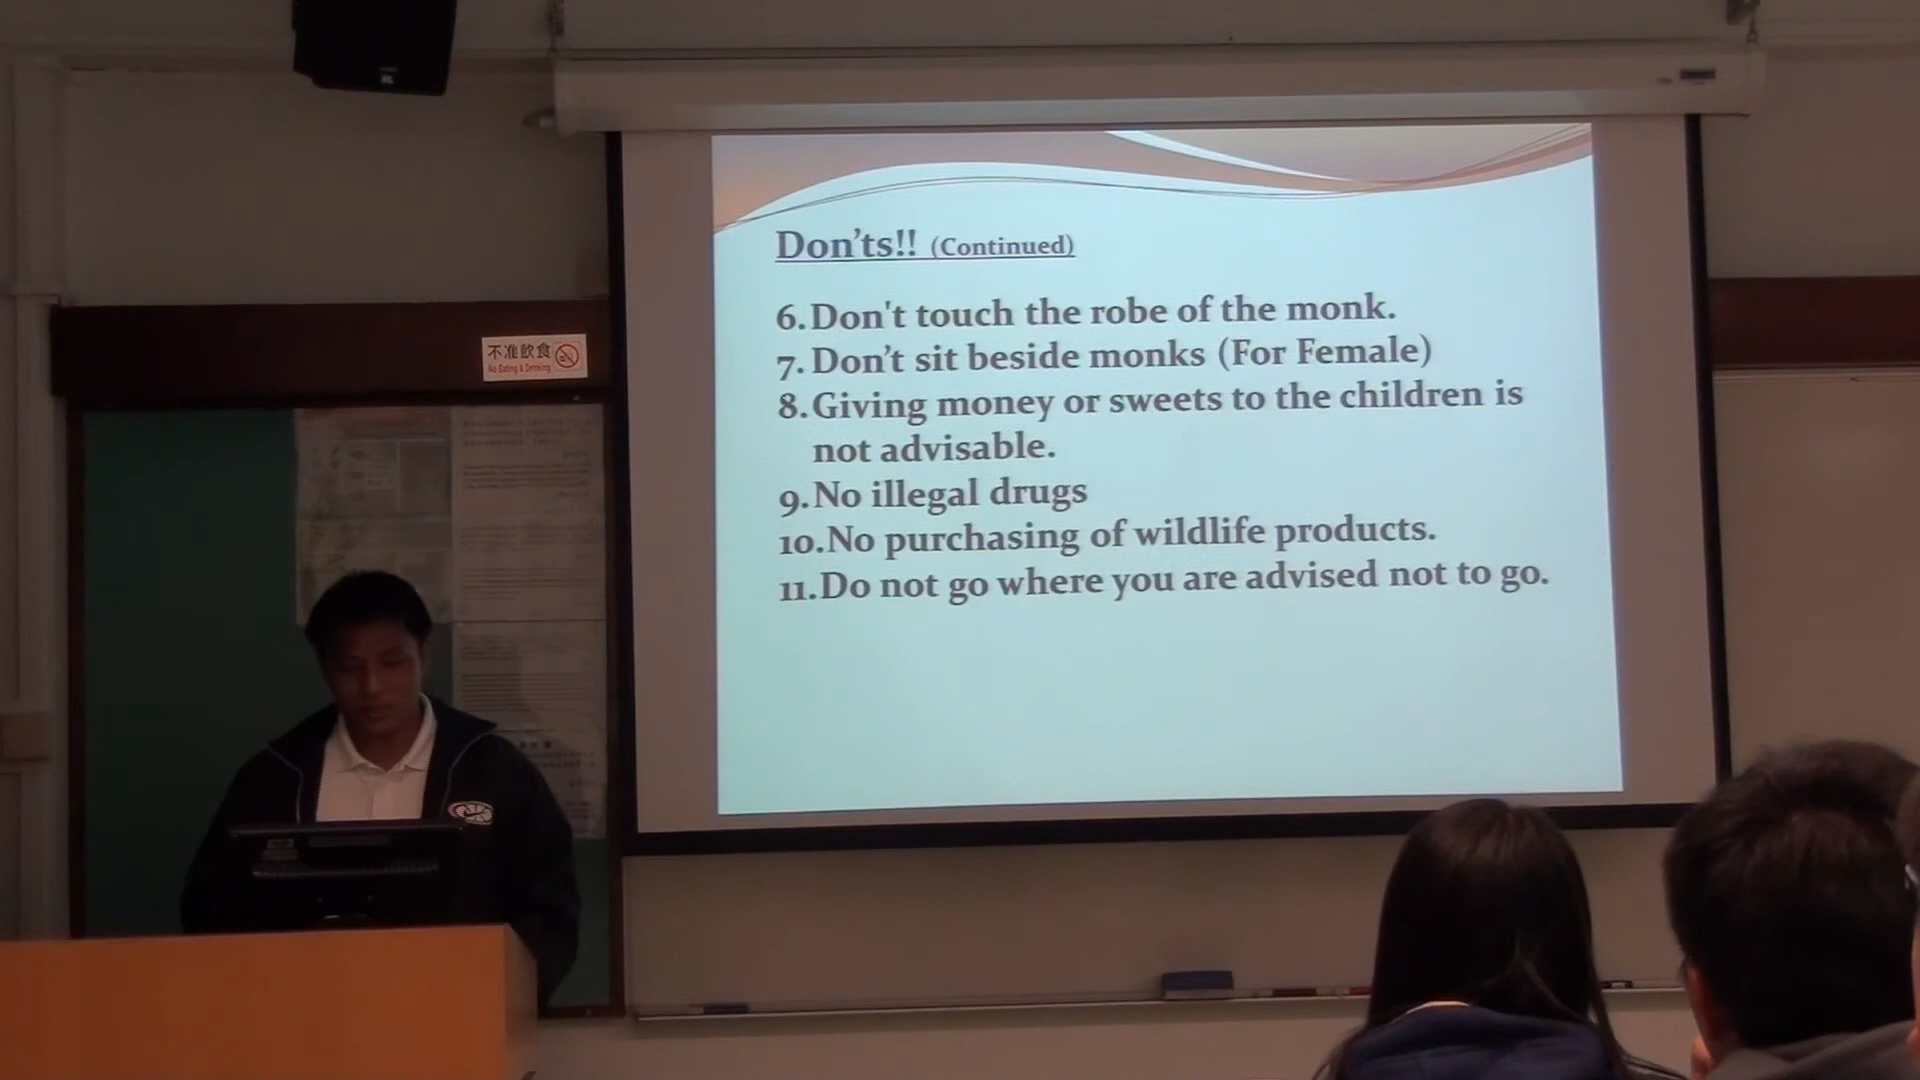 Don'ts!! (Continued)
6. Don't touch the robe of the monk.
7. Don't sit beside monks (For Female)
8. Giving money or sweets to the children is
not advisable.
9. No illegal drugs
10. No purchasing of wildlife products.
11. Do not go where you are advised not to go.
不准飲食
No Eating & Drinking